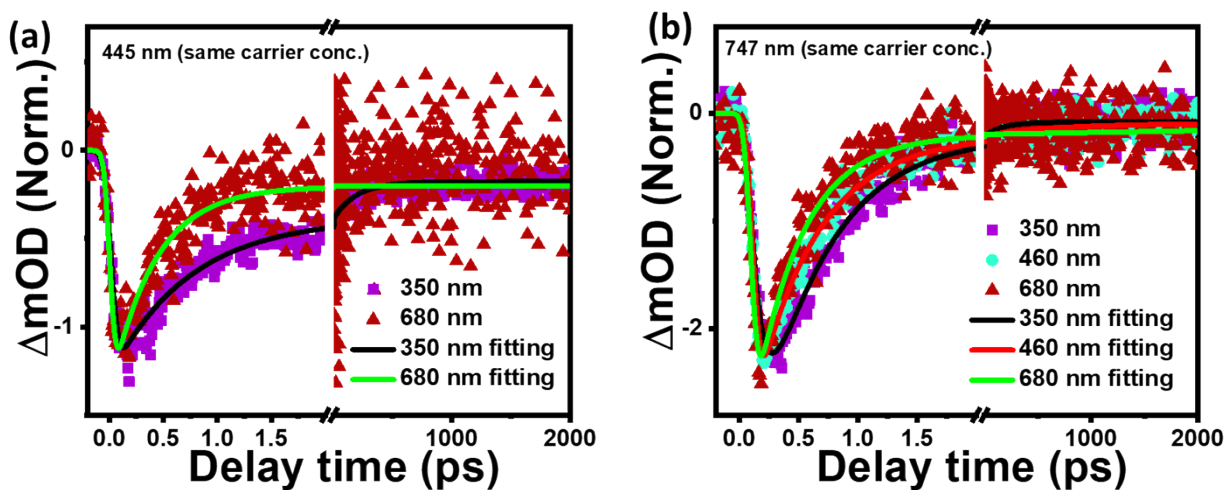 (a)
445 nm (same carrier conc.)
ΔmOD (Norm.)
0
-1
350 nm
680 nm
350 nm fitting
680 nm fitting
0.0 0.5 1.0 1.5 1000 2000
Delay time (ps)
(b)
747 nm (same carrier conc.)
ΔmOD (Norm.)
0
-2
350 nm
460 nm
680 nm
350 nm fitting
460 nm fitting
680 nm fitting
0.0 0.5 1.0 1.5 1000 2000
Delay time (ps)